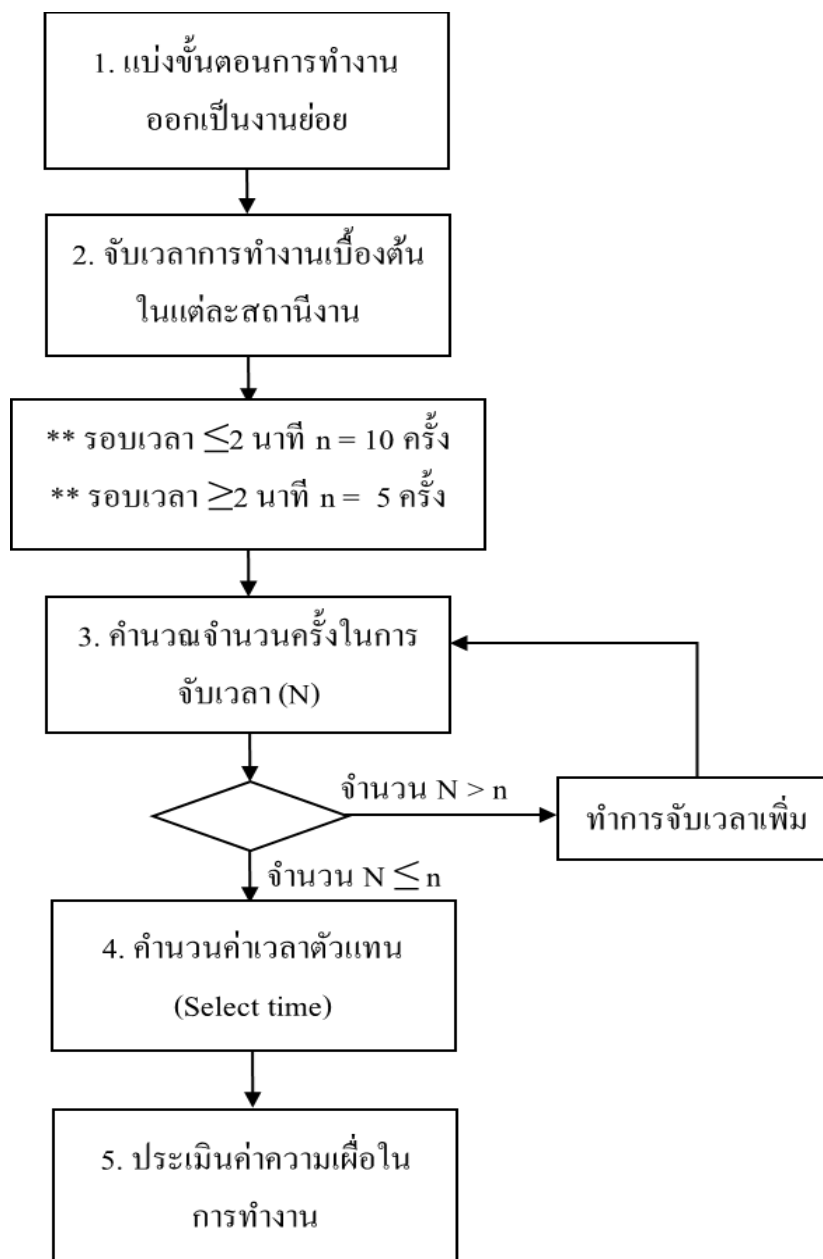 1. แบ่งขั้นตอนการทำงาน
ออกเป็นงานย่อย
2. จับเวลาการทำงานเบื้องต้น
ในแต่ละสถานีงาน
** รอบเวลา ≤2 นาที n = 10 ครั้ง
** รอบเวลา ≥2 นาที n = 5 ครั้ง
3. คำนวณจำนวนครั้งในการ
จับเวลา (N)
จำนวน N > n
ทำการจับเวลาเพิ่ม
จำนวน N ≤ n
4. คำนวนค่าเวลาตัวแทน
(Select time)
5. ประเมินค่าความเผื่อใน
การทำงาน